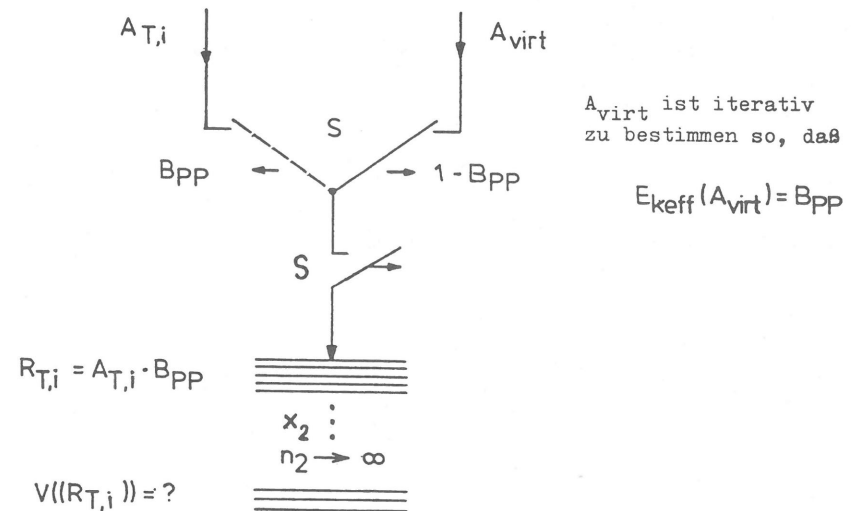 A_T,i
A_virt
S
B_PP
1 - B_PP
S
A_virt ist iterativ
zu bestimmen so, daß
E_keff(A_virt) = B_PP
R_T,i = A_T,i · B_PP
x_2
n_2 → ∞
V((R_T,i)) = ?